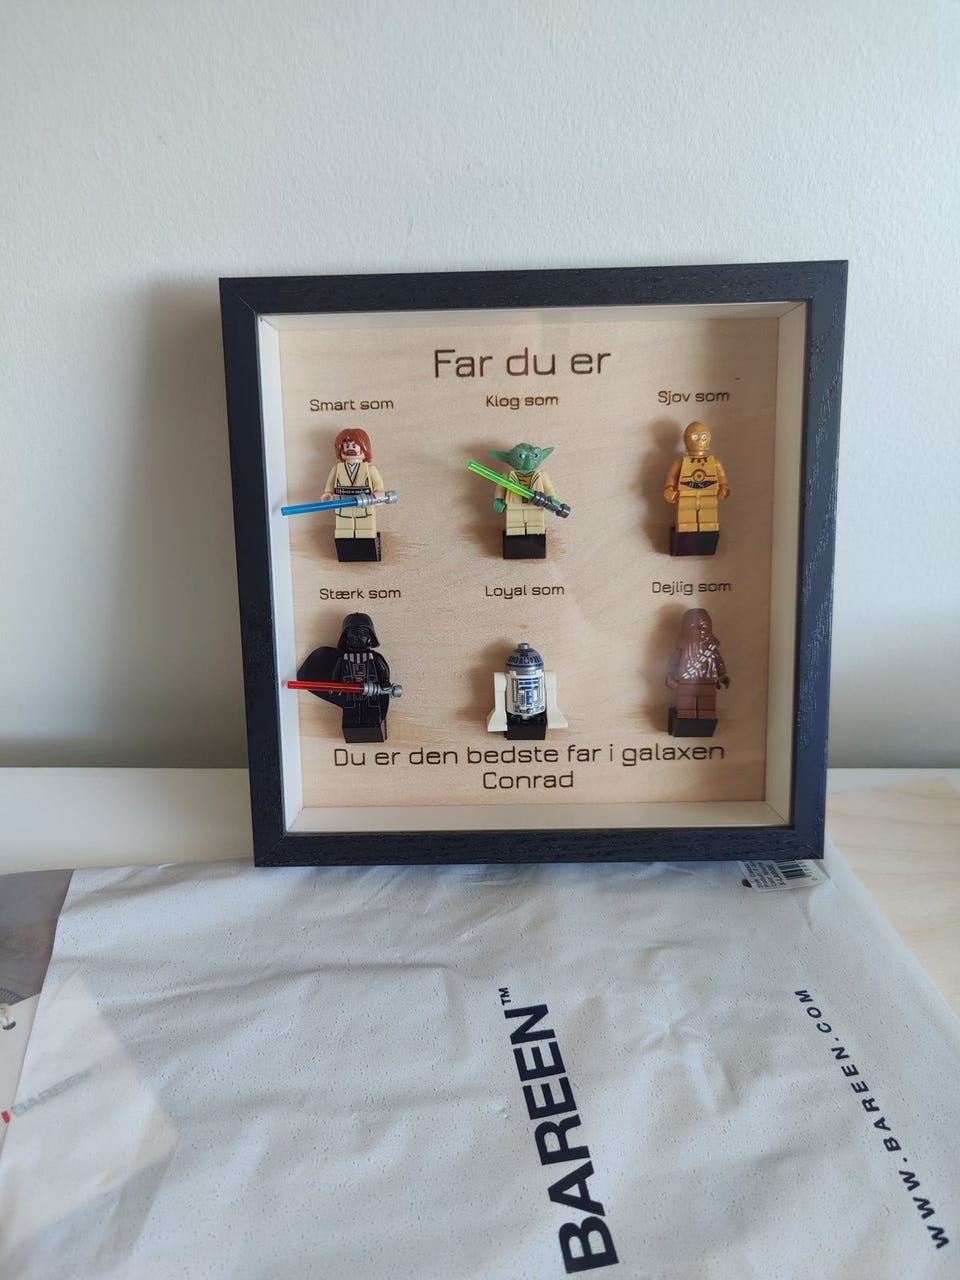 Far du er
Smart som
Klog som
Sjov som
Stærk som
Loyal som
Dejlig som
Du er den bedste far i galaxen
Conrad
BAREEN™
WWW.BAREEN.COM
BAREEN